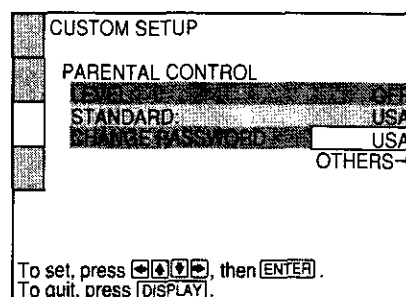 CUSTOM SETUP
PARENTAL CONTROL
LEVEL: OFF
STANDARD: USA
CHANGE PASSWORD USA
OTHERS→
To set, press ←↑↓→, then ENTER.
To quit, press DISPLAY.